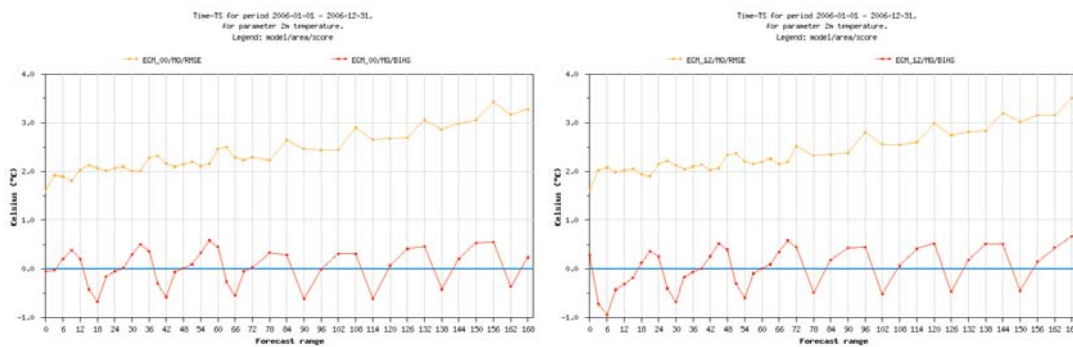 Time-TS for period 2006-01-01 - 2006-12-31.
for parameter 2m temperature.
Legend: model/area/score
ECM_00/MO/RMSE
ECM_00/MO/BIAS
4.0
3.0
2.0
1.0
0.0
-1.0
Celsius (°C)
0 6 12 18 24 30 36 42 48 54 60 66 72 78 84 90 96 102 108 114 120 126 132 138 144 150 156 162 168
Forecast range
Time-TS for period 2006-01-01 - 2006-12-31.
for parameter 2m temperature.
Legend: model/area/score
ECM_12/MO/RMSE
ECM_12/MO/BIAS
4.0
3.0
2.0
1.0
0.0
-1.0
Celsius (°C)
0 6 12 18 24 30 36 42 48 54 60 66 72 78 84 90 96 102 108 114 120 126 132 138 144 150 156 162 168
Forecast range